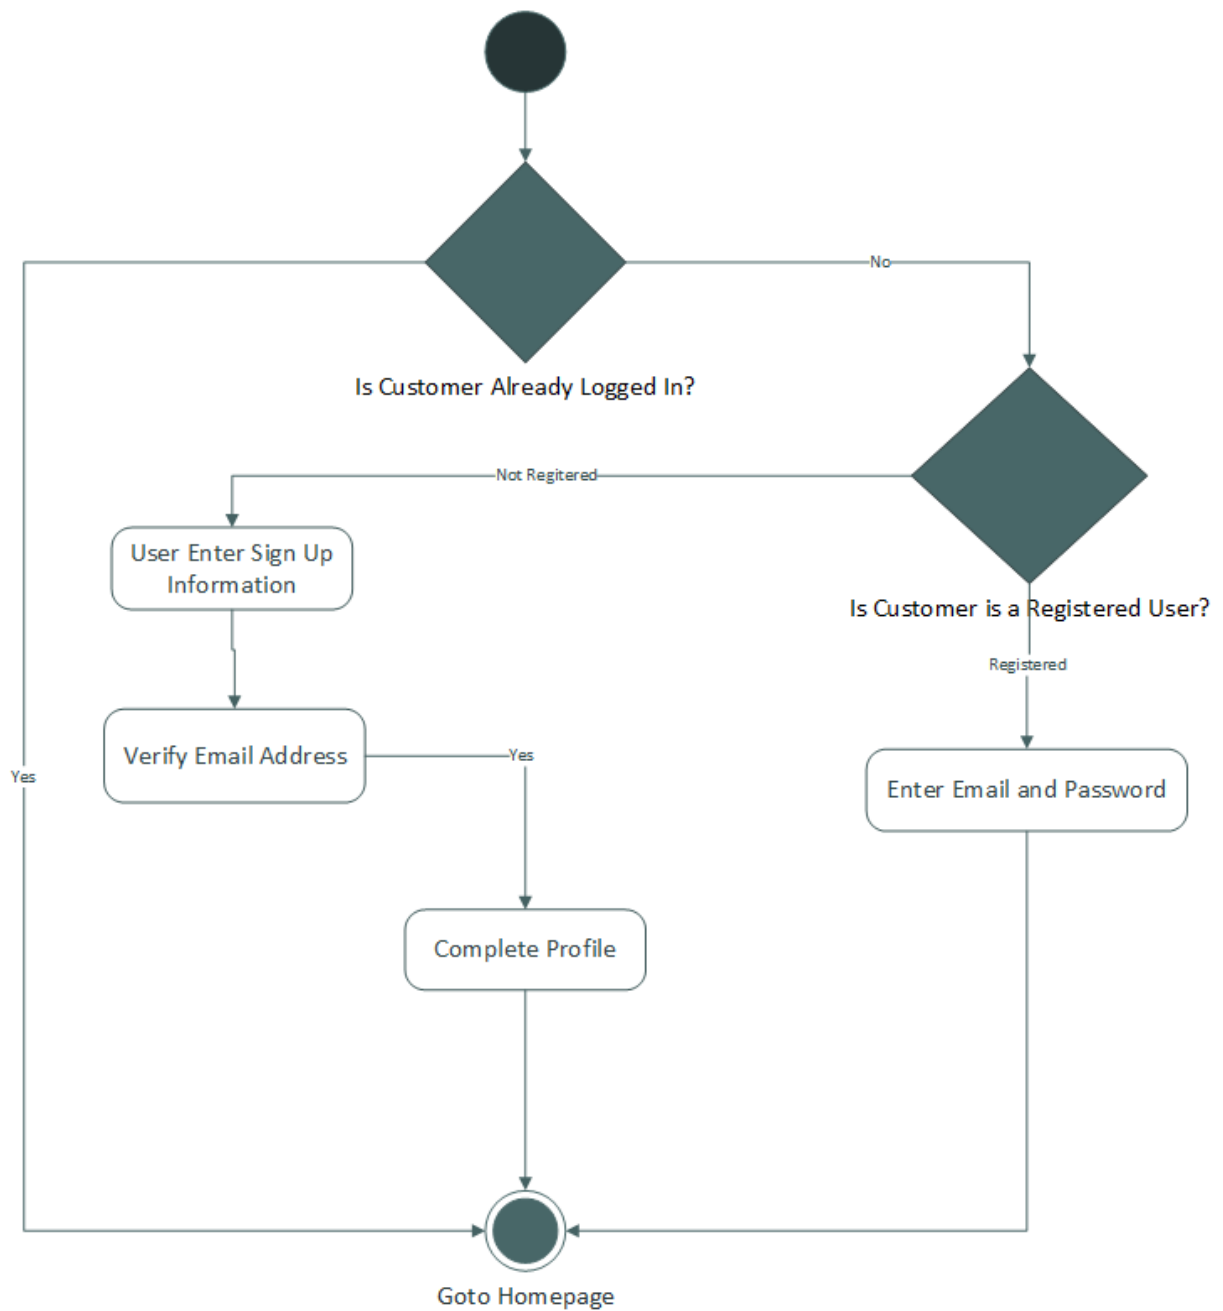 No
Is Customer Already Logged In?
Not Regitered
User Enter Sign Up
Information
Is Customer is a Registered User?
Registered
Verify Email Address
Yes
Yes
Enter Email and Password
Complete Profile
Goto Homepage